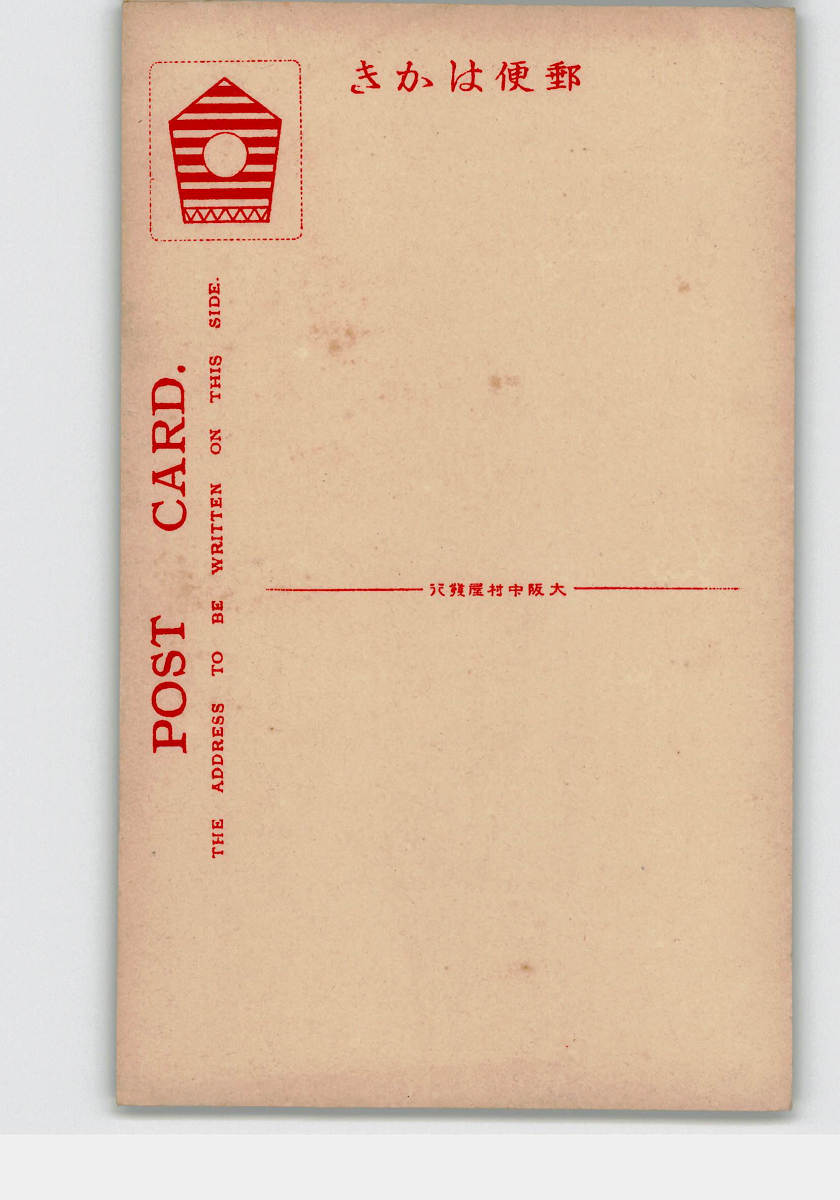 郵便はかき
POST CARD.
THE ADDRESS TO BE WRITTEN ON THIS SIDE.
大阪中村屋發行